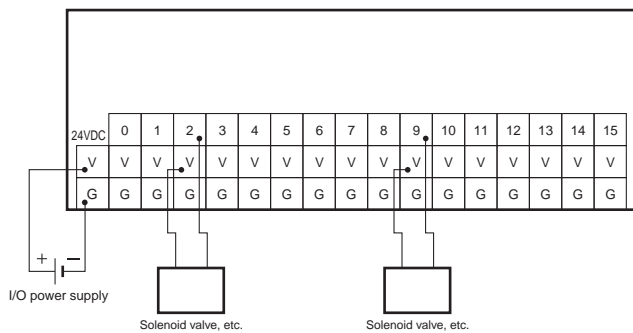 24VDC 0 1 2 3 4 5 6 7 8 9 10 11 12 13 14 15
V V V V V V V V V V V V V V V V V
G G G G G G G G G G G G G G G G G
+ −
I/O power supply
Solenoid valve, etc. Solenoid valve, etc.